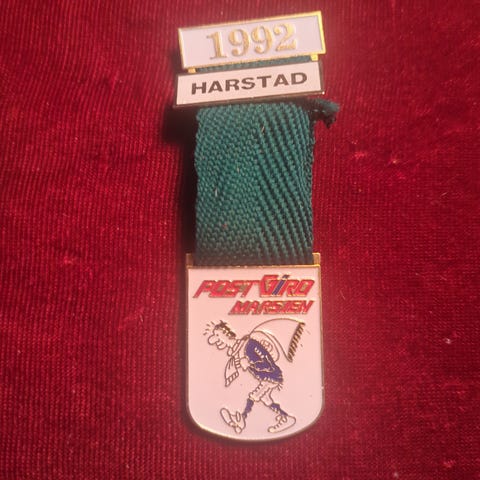 1992
HARSTAD
POSTGiRO
MARSJEN